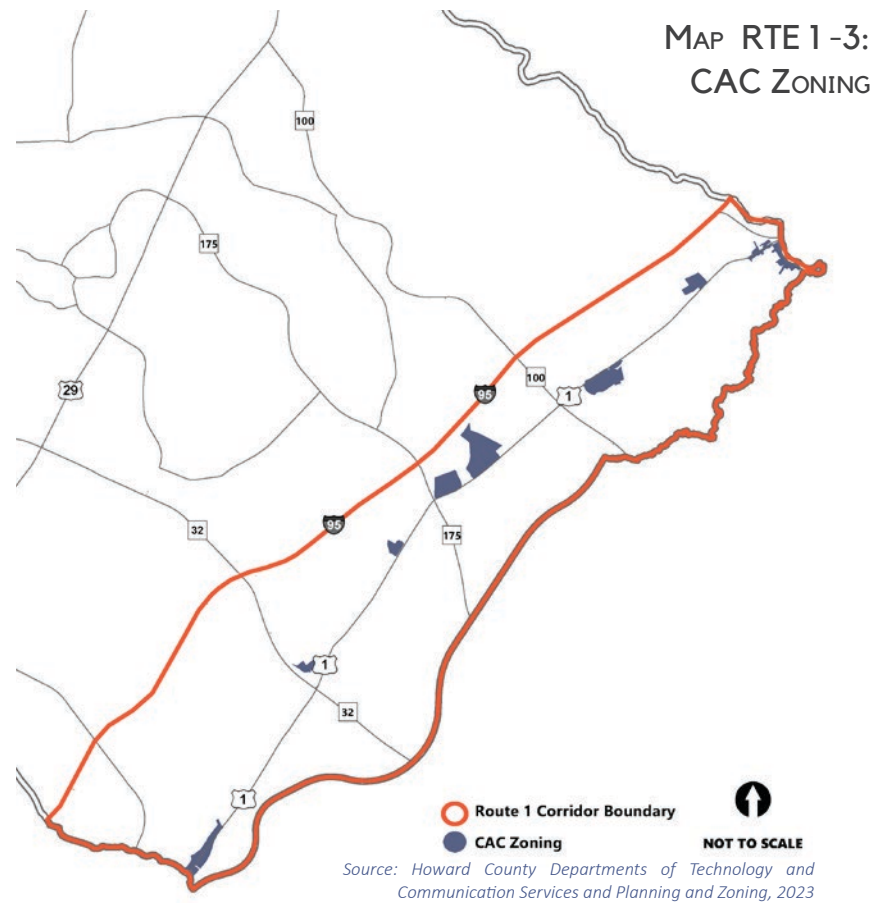 MAP RTE 1-3:
CAC ZONING
100
175
29
95
100
1
95
32
175
1
32
1
Route 1 Corridor Boundary
CAC Zoning
NOT TO SCALE
Source: Howard County Departments of Technology and
Communication Services and Planning and Zoning, 2023